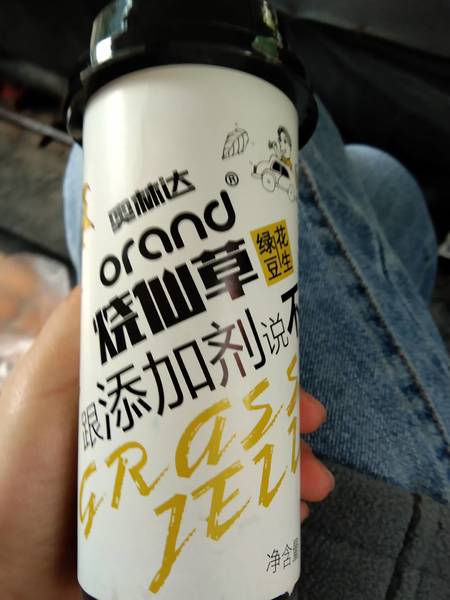 奥林达
orand®
烧仙草
绿豆
花生
跟添加剂说不
GRASS
JELL
净含量